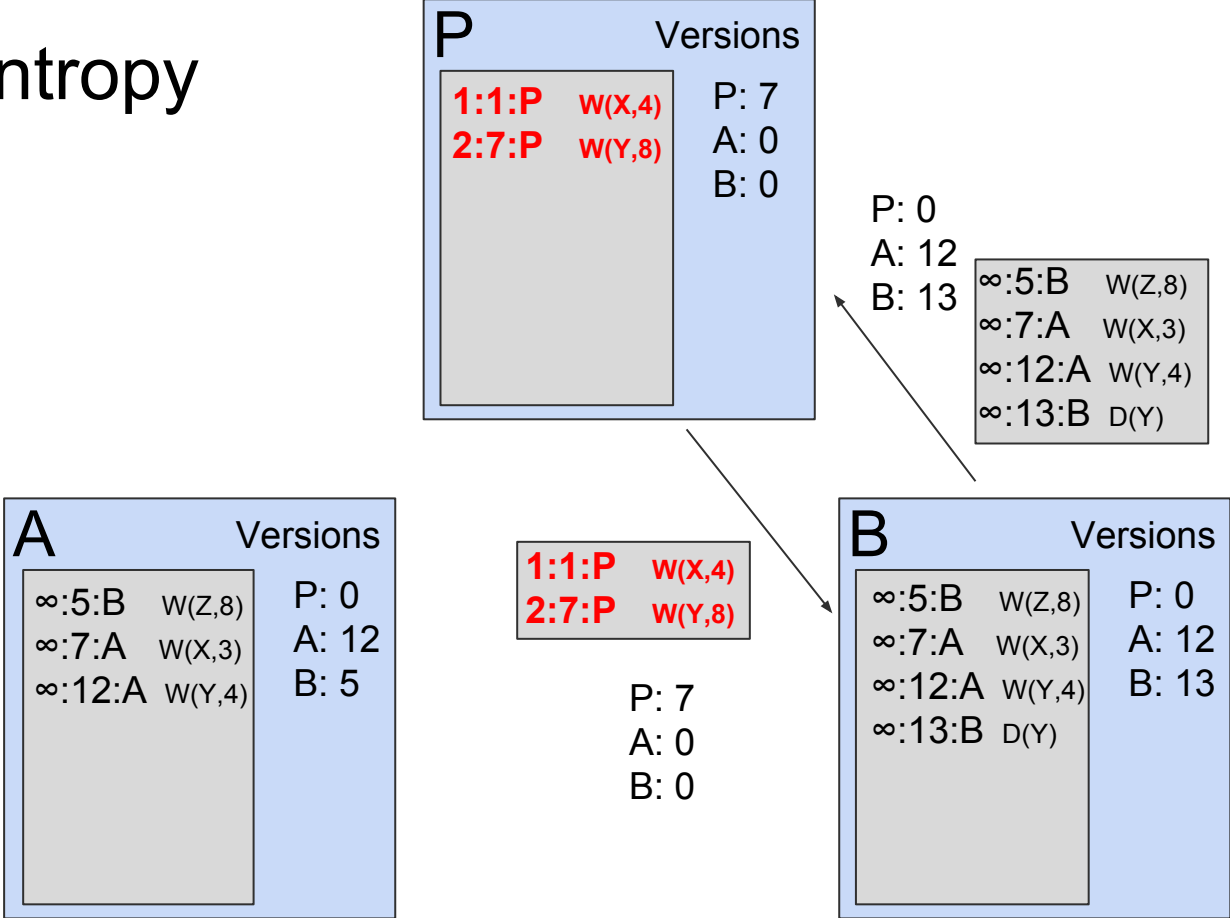 ntropy
P Versions
1:1:P W(X,4)
2:7:P W(Y,8)
P: 7
A: 0
B: 0
P: 0
A: 12
B: 13
∞:5:B W(Z,8)
∞:7:A W(X,3)
∞:12:A W(Y,4)
∞:13:B D(Y)
A Versions
∞:5:B W(Z,8)
∞:7:A W(X,3)
∞:12:A W(Y,4)
P: 0
A: 12
B: 5
1:1:P W(X,4)
2:7:P W(Y,8)
P: 7
A: 0
B: 0
B Versions
∞:5:B W(Z,8)
∞:7:A W(X,3)
∞:12:A W(Y,4)
∞:13:B D(Y)
P: 0
A: 12
B: 13